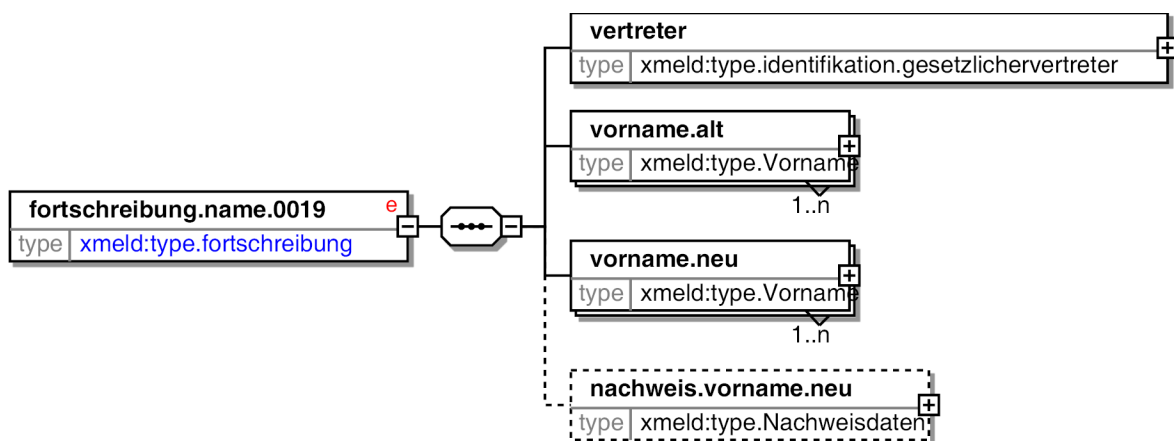 vertreter
type xmeld:type.identifikation.gesetzlichervertreter
vorname.alt
type xmeld:type.Vorname
1..n
fortschreibung.name.0019 e
type xmeld:type.fortschreibung
vorname.neu
type xmeld:type.Vorname
1..n
nachweis.vorname.neu
type xmeld:type.Nachweisdaten